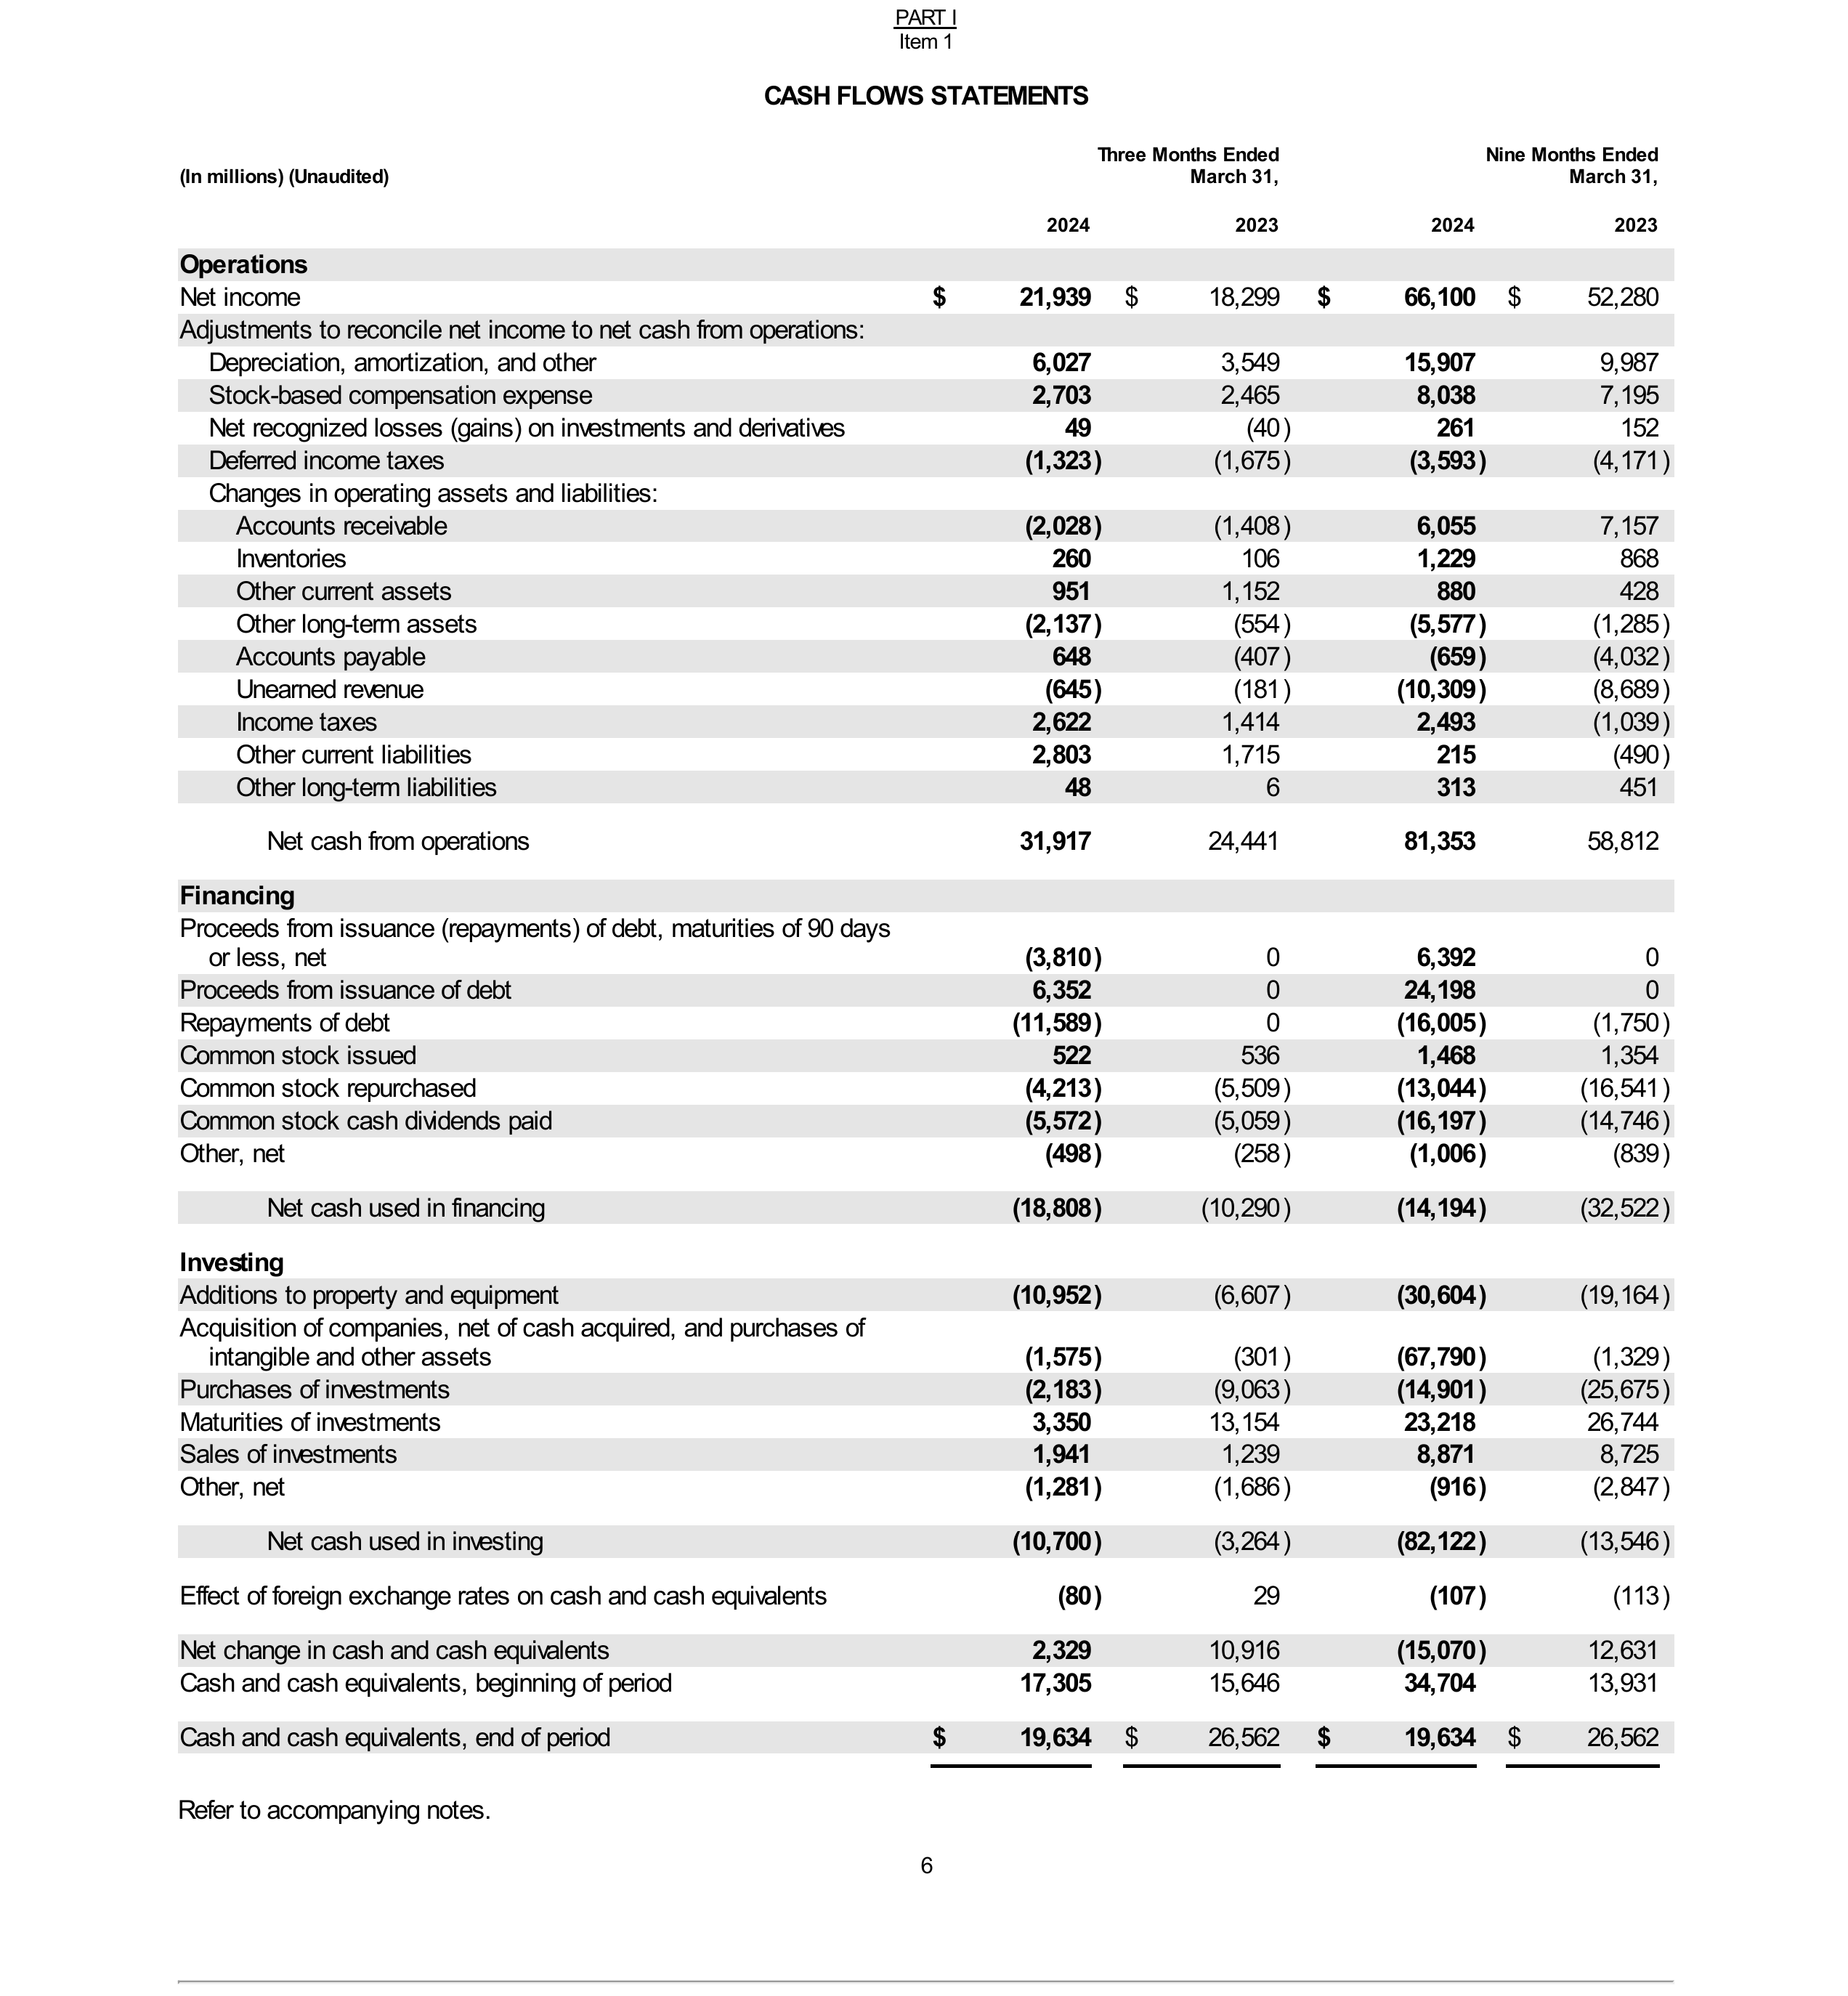 PART I
Item 1
CASH FLOWS STATEMENTS
Three Months Ended Nine Months Ended
(In millions) (Unaudited) March 31, March 31,
2024 2023 2024 2023
Operations
Net income $ 21,939 $ 18,299 $ 66,100 $ 52,280
Adjustments to reconcile net income to net cash from operations:
Depreciation, amortization, and other 6,027 3,549 15,907 9,987
Stock-based compensation expense 2,703 2,465 8,038 7,195
Net recognized losses (gains) on investments and derivatives 49 (40) 261 152
Deferred income taxes (1,323) (1,675) (3,593) (4,171)
Changes in operating assets and liabilities:
Accounts receivable (2,028) (1,408) 6,055 7,157
Inventories 260 106 1,229 868
Other current assets 951 1,152 880 428
Other long-term assets (2,137) (554) (5,577) (1,285)
Accounts payable 648 (407) (659) (4,032)
Unearned revenue (645) (181) (10,309) (8,689)
Income taxes 2,622 1,414 2,493 (1,039)
Other current liabilities 2,803 1,715 215 (490)
Other long-term liabilities 48 6 313 451
Net cash from operations 31,917 24,441 81,353 58,812
Financing
Proceeds from issuance (repayments) of debt, maturities of 90 days
or less, net (3,810) 0 6,392 0
Proceeds from issuance of debt 6,352 0 24,198 0
Repayments of debt (11,589) 0 (16,005) (1,750)
Common stock issued 522 536 1,468 1,354
Common stock repurchased (4,213) (5,509) (13,044) (16,541)
Common stock cash dividends paid (5,572) (5,059) (16,197) (14,746)
Other, net (498) (258) (1,006) (839)
Net cash used in financing (18,808) (10,290) (14,194) (32,522)
Investing
Additions to property and equipment (10,952) (6,607) (30,604) (19,164)
Acquisition of companies, net of cash acquired, and purchases of
intangible and other assets (1,575) (301) (67,790) (1,329)
Purchases of investments (2,183) (9,063) (14,901) (25,675)
Maturities of investments 3,350 13,154 23,218 26,744
Sales of investments 1,941 1,239 8,871 8,725
Other, net (1,281) (1,686) (916) (2,847)
Net cash used in investing (10,700) (3,264) (82,122) (13,546)
Effect of foreign exchange rates on cash and cash equivalents (80) 29 (107) (113)
Net change in cash and cash equivalents 2,329 10,916 (15,070) 12,631
Cash and cash equivalents, beginning of period 17,305 15,646 34,704 13,931
Cash and cash equivalents, end of period $ 19,634 $ 26,562 $ 19,634 $ 26,562
Refer to accompanying notes.
6